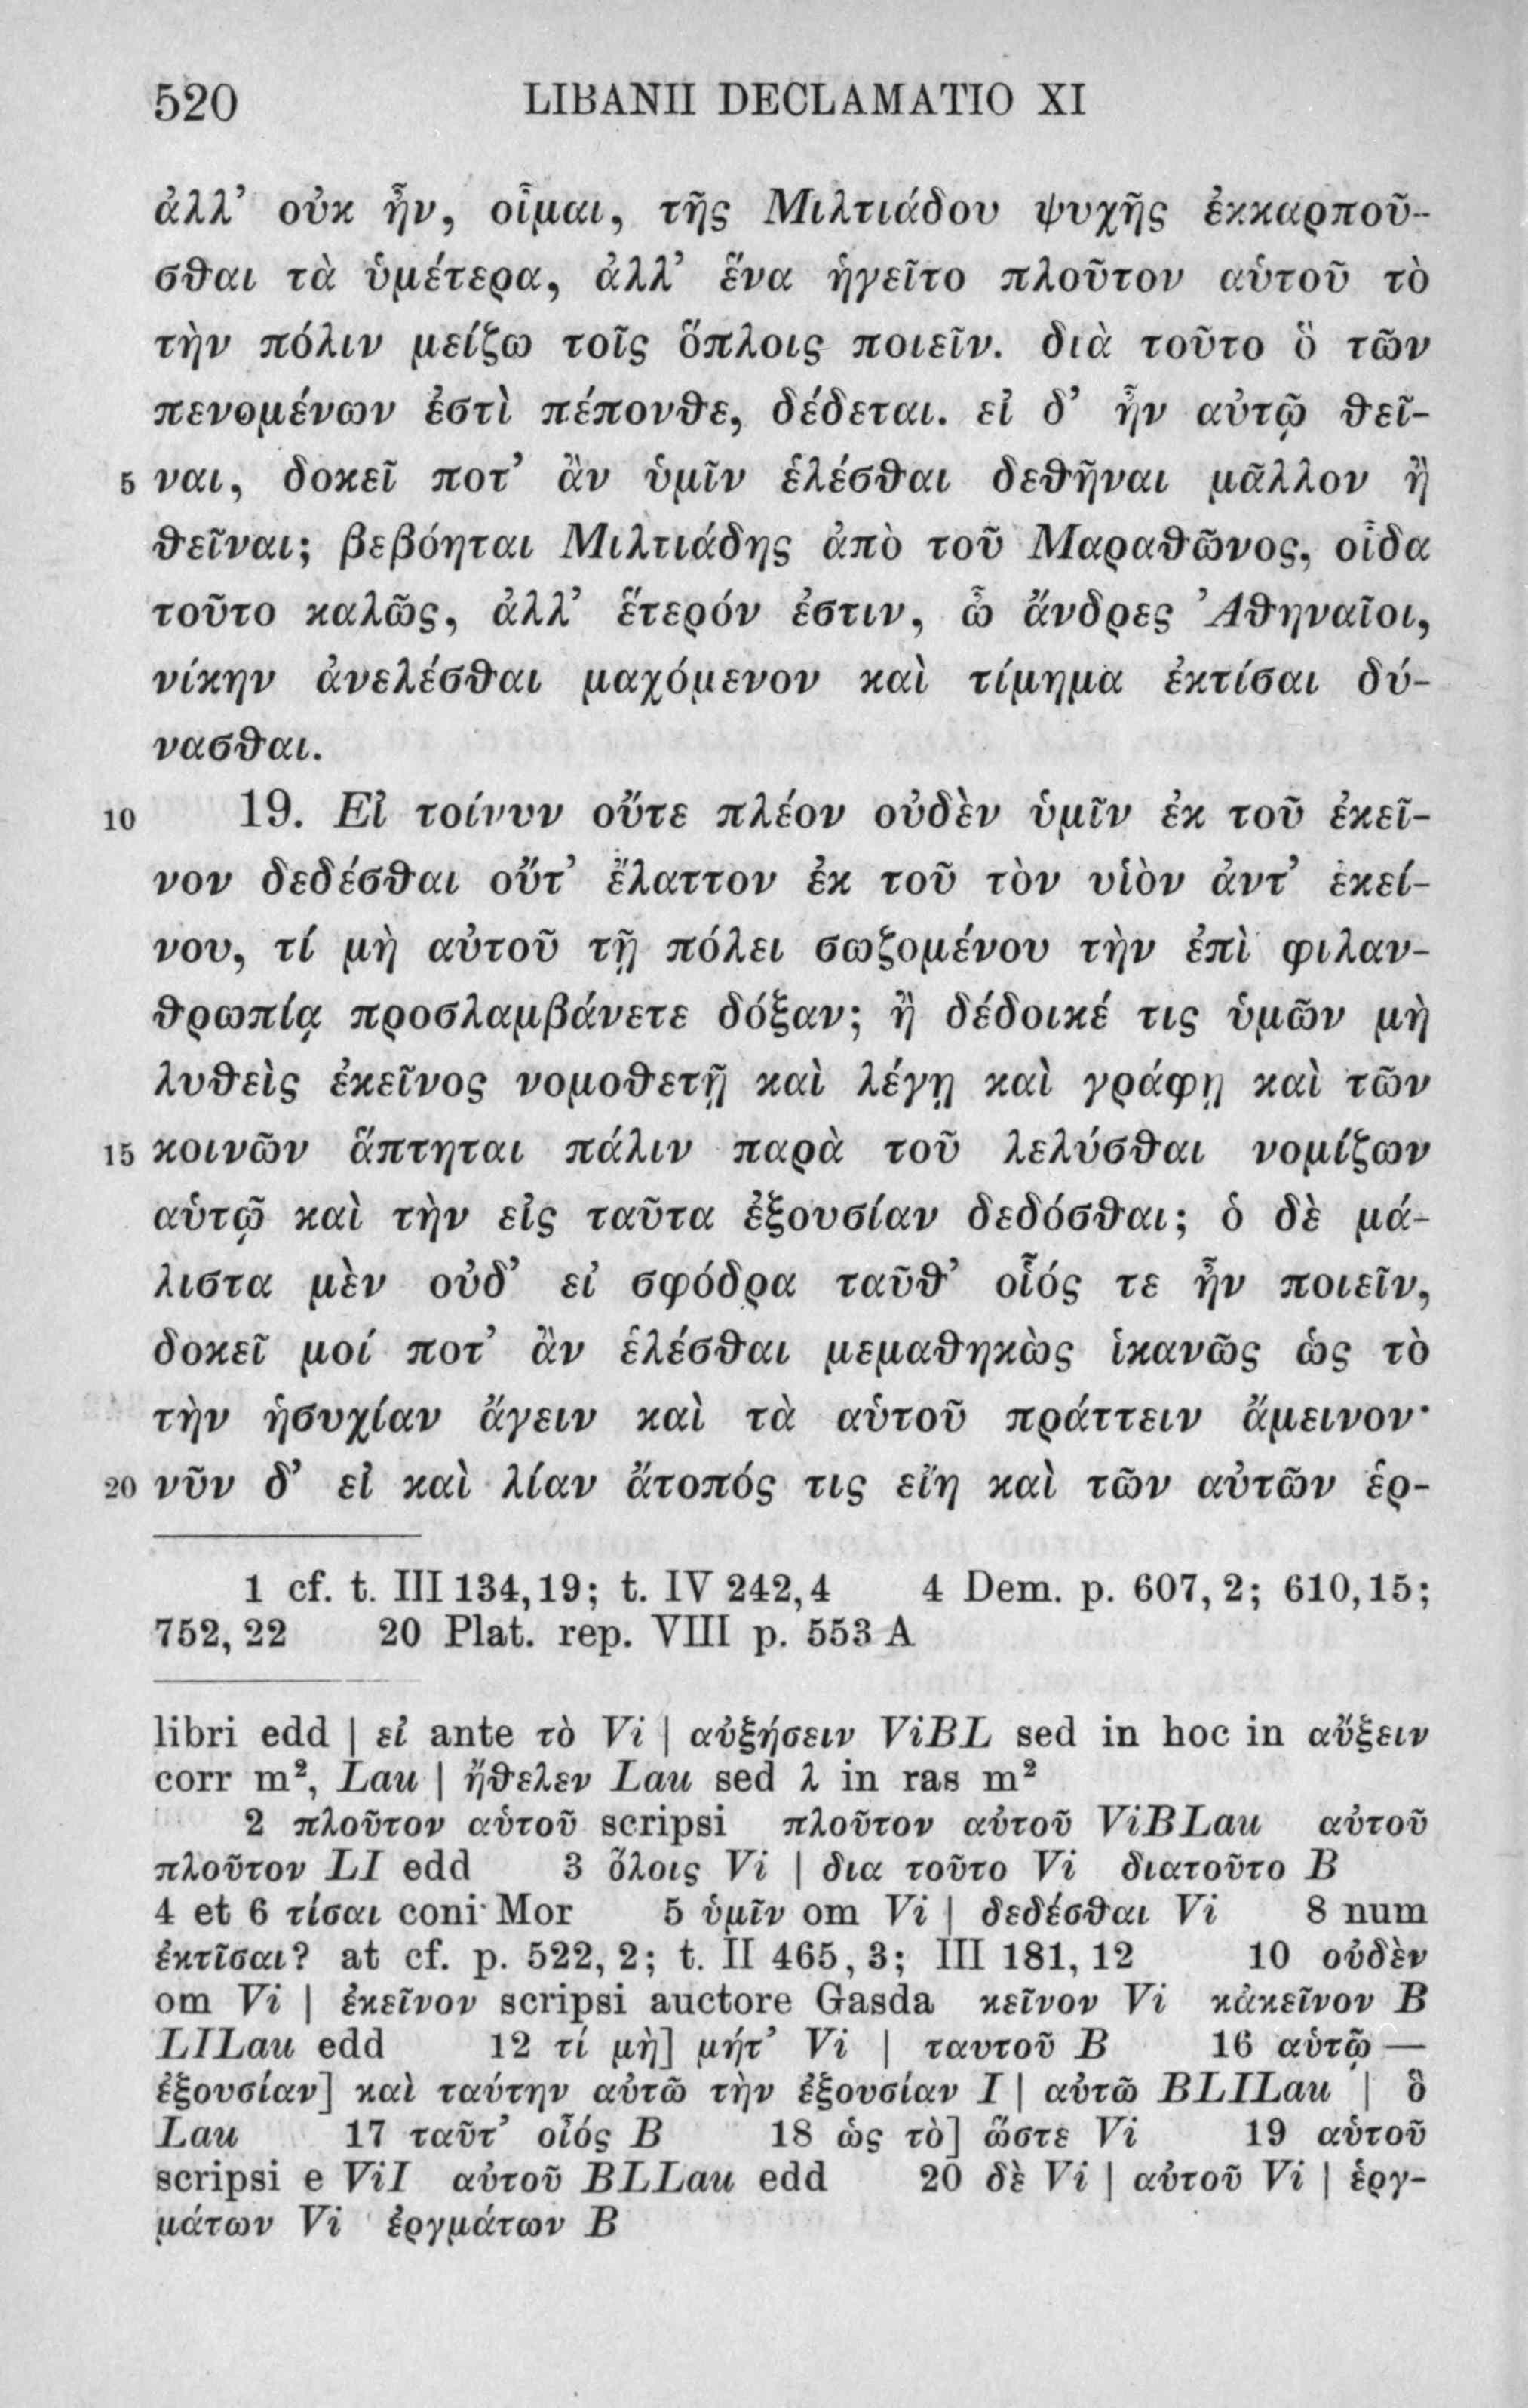 520 LIBANII DECLAMATIO XI
ἀλλ’ οὐκ ἦν, οἶμαι, τῆς Μιλτιάδου ψυχῆς ἐκκαρποῦ-
σθαι τὰ ὑμέτερα, ἀλλ’ ἕνα ἡγεῖτο πλοῦτον αὑτοῦ τὸ
τὴν πόλιν μείζω τοῖς ὅπλοις ποιεῖν. διὰ τοῦτο ὃ τῶν
πενομένων ἐστὶ πέπονθε, δέδεται. εἰ δ’ ἦν αὐτῷ θεῖ-
5 ναι, δοκεῖ ποτ’ ἂν ὑμῖν ἑλέσθαι δεθῆναι μᾶλλον ἢ
θεῖναι; βεβόηται Μιλτιάδης ἀπὸ τοῦ Μαραθῶνος, οἶδα
τοῦτο καλῶς, ἀλλ’ ἕτερόν ἐστιν, ὦ ἄνδρες Ἀθηναῖοι,
νίκην ἀνελέσθαι μαχόμενον καὶ τίμημα ἐκτίσαι δύ-
νασθαι.
10 19. Εἰ τοίνυν οὔτε πλέον οὐδὲν ὑμῖν ἐκ τοῦ ἐκεῖ-
νον δεδέσθαι οὔτ’ ἔλαττον ἐκ τοῦ τὸν υἱὸν ἀντ’ ἐκεί-
νου, τί μὴ αὐτοῦ τῇ πόλει σωζομένου τὴν ἐπὶ φιλαν-
θρωπίᾳ προσλαμβάνετε δόξαν; ἢ δέδοικέ τις ὑμῶν μὴ
λυθεὶς ἐκεῖνος νομοθετῇ καὶ λέγῃ καὶ γράφῃ καὶ τῶν
15 κοινῶν ἅπτηται πάλιν παρὰ τοῦ λελύσθαι νομίζων
αὑτῷ καὶ τὴν εἰς ταῦτα ἐξουσίαν δεδόσθαι; ὁ δὲ μά-
λιστα μὲν οὐδ’ εἰ σφόδρα ταῦθ’ οἷός τε ἦν ποιεῖν,
δοκεῖ μοί ποτ’ ἂν ἑλέσθαι μεμαθηκὼς ἱκανῶς ὡς τὸ
τὴν ἡσυχίαν ἄγειν καὶ τὰ αὑτοῦ πράττειν ἄμεινον·
20 νῦν δ’ εἰ καὶ λίαν ἄτοπός τις εἴη καὶ τῶν αὐτῶν ἑρ-
1 cf. t. III 134,19; t. IV 242,4 4 Dem. p. 607, 2; 610,15;
752, 22 20 Plat. rep. VIII p. 553 A
libri edd | εἰ ante τὸ Vi | αὐξήσειν ViBL sed in hoc in αὔξειν
corr m², Lau | ἤθελεν Lau sed λ in ras m²
2 πλοῦτον αὑτοῦ scripsi πλοῦτον αὐτοῦ ViBLau αὐτοῦ
πλοῦτον LI edd 3 ὅλοις Vi | δια τοῦτο Vi διατοῦτο B
4 et 6 τίσαι coni Mor 5 ὑμῖν om Vi | δεδέσθαι Vi 8 num
ἐκτῖσαι? at cf. p. 522, 2; t. II 465, 3; III 181, 12 10 οὐδὲν
om Vi | ἐκεῖνον scripsi auctore Gasda κεῖνον Vi κἀκεῖνον B
LILau edd 12 τί μὴ] μήτ’ Vi | ταυτοῦ B 16 αὑτῷ —
ἐξουσίαν] καὶ ταύτην αὐτῶ τὴν ἐξουσίαν I | αὐτῶ BLILau | ὃ
Lau 17 ταῦτ’ οἷός B 18 ὡς τὸ] ὥστε Vi 19 αὑτοῦ
scripsi e ViI αὐτοῦ BLLau edd 20 δὲ Vi | αὐτοῦ Vi | ἑργ-
μάτων Vi ἐργμάτων B